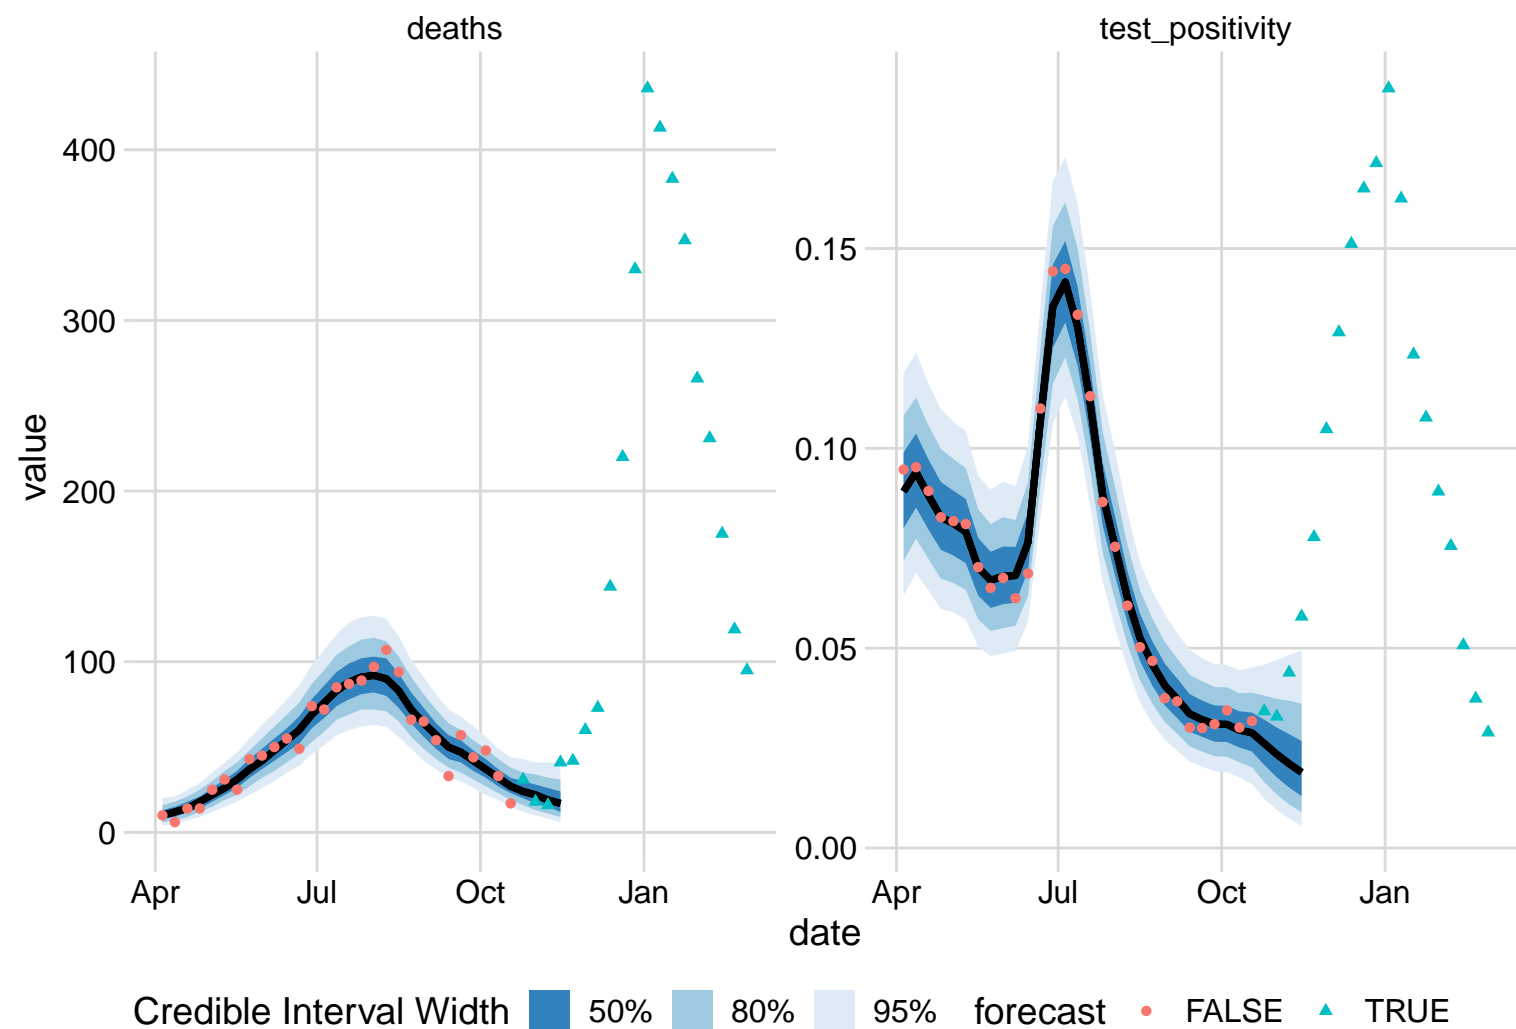 deaths
test_positivity
value
400
300
200
100
0
0.15
0.10
0.05
0.00
Apr Jul Oct Jan
Apr Jul Oct Jan
date
Credible Interval Width 50% 80% 95% forecast FALSE TRUE